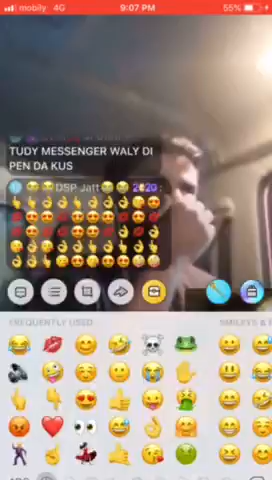 mobily 4G 9:07 PM 55%
TUDY MESSENGER WALY DI
PEN DA KUS
DSP Jatt 2020 :
FREQUENTLY USED SMILEYS &
ABC